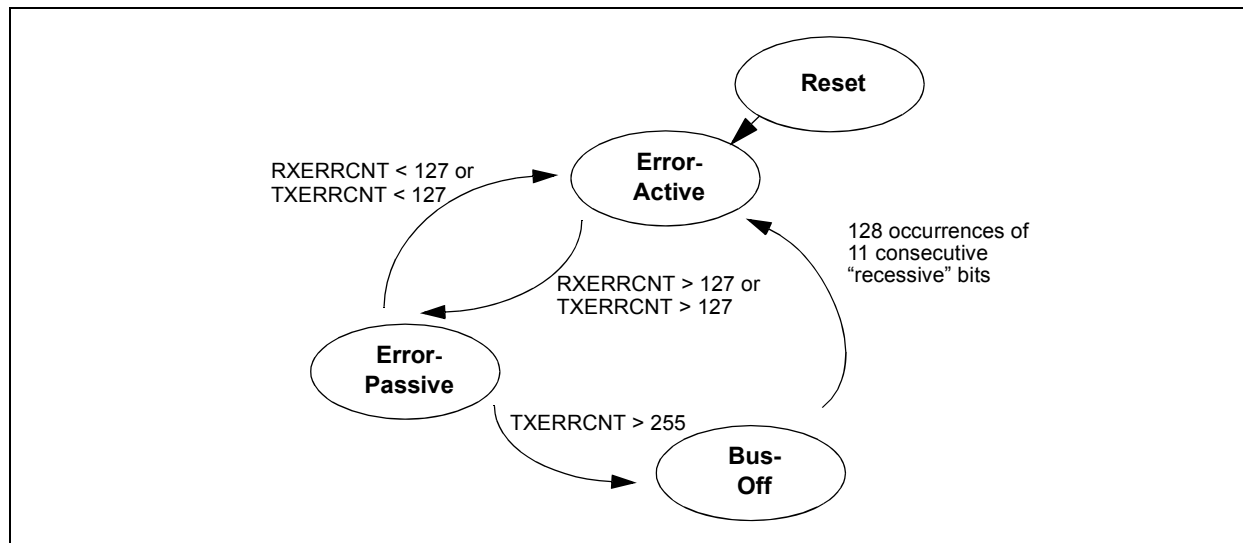 Reset
RXERRCNT < 127 or
TXERRCNT < 127
Error-
Active
128 occurrences of
11 consecutive
“recessive” bits
RXERRCNT > 127 or
TXERRCNT > 127
Error-
Passive
TXERRCNT > 255
Bus-
Off